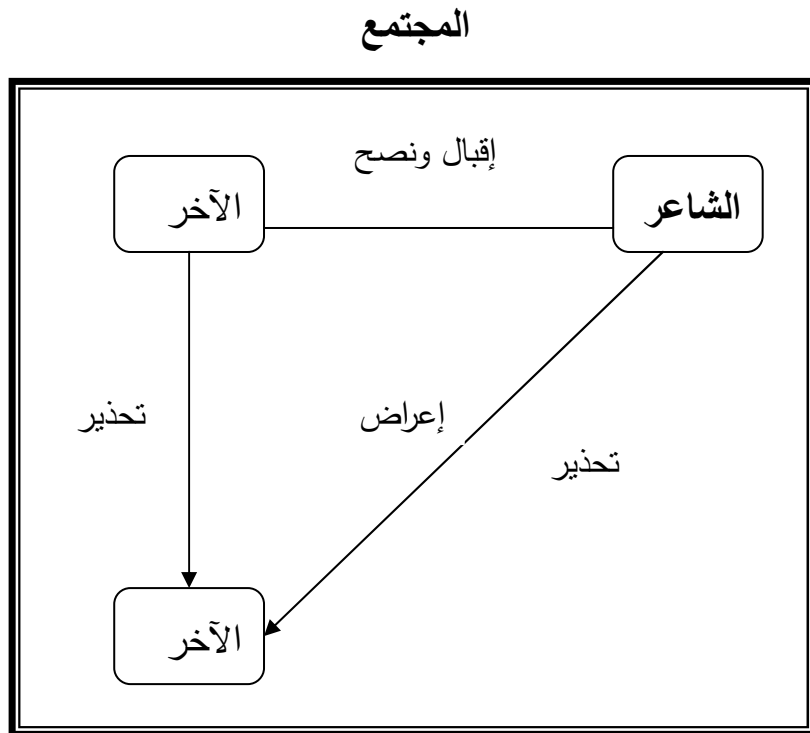 المجتمع
إقبال ونصح
الشاعر
الآخر
إعراض
تحذير
تحذير
الآخر